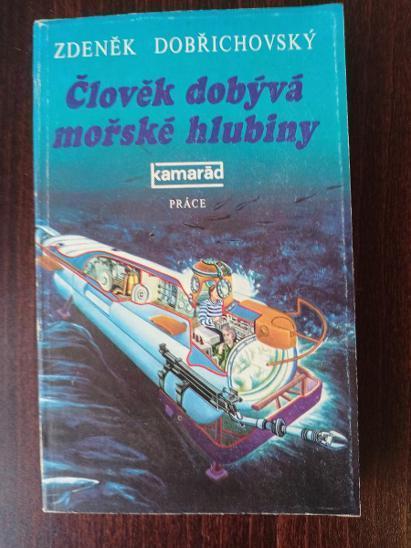 ZDENĚK DOBŘICHOVSKÝ
Člověk dobývá
mořské hlubiny
kamarád
PRÁCE